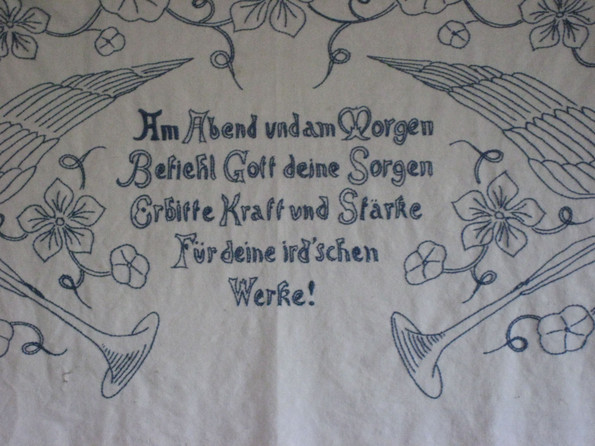 Am Abend und am Morgen
Befiehl Gott deine Sorgen
Erbitte Kraft und Stärke
Für deine ird'schen
Werke!